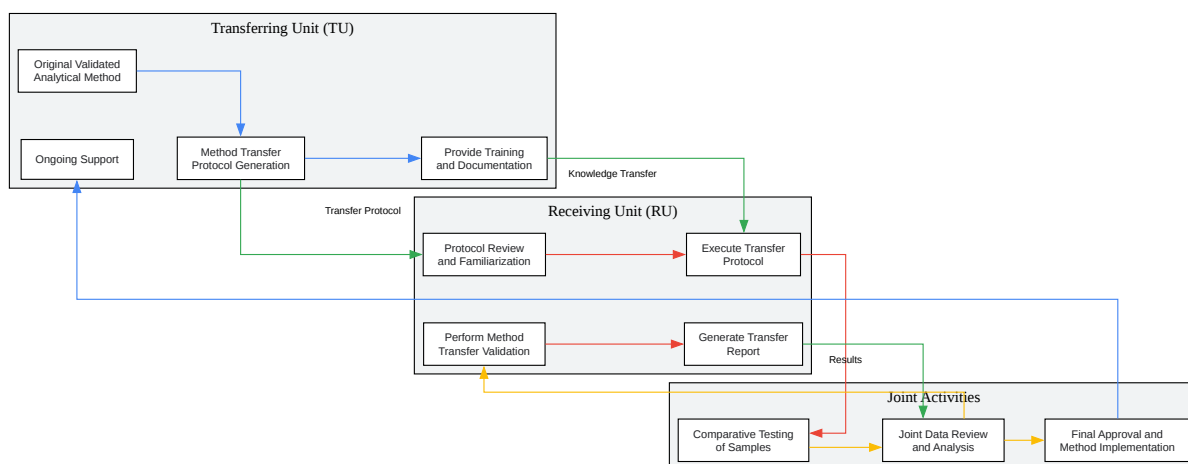 Transferring Unit (TU)
Original Validated
Analytical Method
Ongoing Support
Method Transfer
Protocol Generation
Provide Training
and Documentation
Knowledge Transfer
Transfer Protocol
Receiving Unit (RU)
Protocol Review
and Familiarization
Execute Transfer
Protocol
Perform Method
Transfer Validation
Generate Transfer
Report
Results
Joint Activities
Comparative Testing
of Samples
Joint Data Review
and Analysis
Final Approval and
Method Implementation